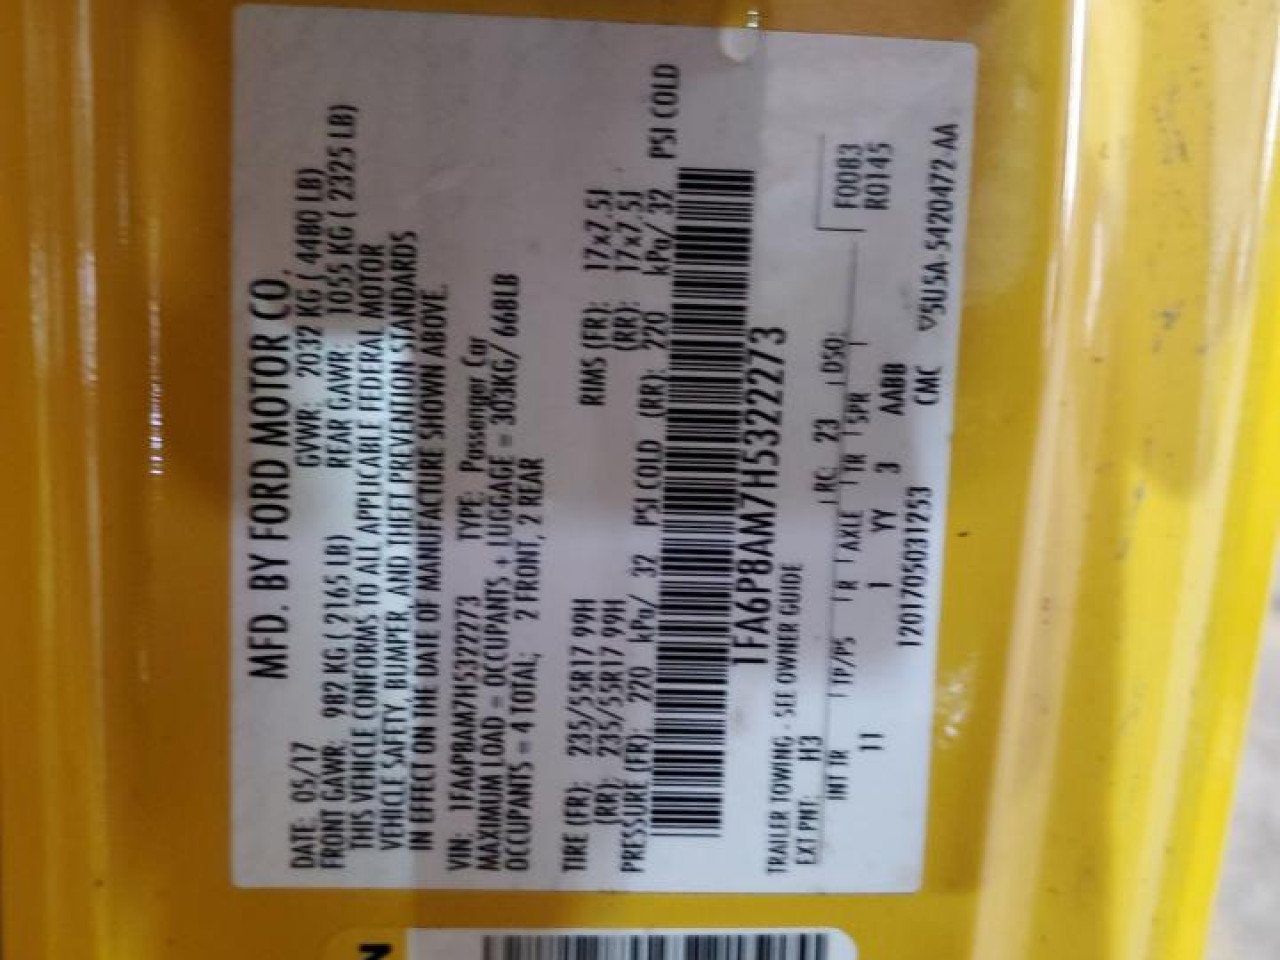 MFD. BY FORD MOTOR CO.
DATE: 05/17 GVWR: 2032 KG ( 4480 LB)
FRONT GAWR: 982 KG ( 2165 LB) REAR GAWR: 1055 KG ( 2325 LB)
THIS VEHICLE CONFORMS TO ALL APPLICABLE FEDERAL MOTOR
VEHICLE SAFETY, BUMPER, AND THEFT PREVENTION STANDARDS
IN EFFECT ON THE DATE OF MANUFACTURE SHOWN ABOVE.
VIN: 1FA6P8AM7H5322273 TYPE: Passenger Car
MAXIMUM LOAD = OCCUPANTS + LUGGAGE = 303KG/ 668LB
OCCUPANTS = 4 TOTAL; 2 FRONT, 2 REAR
TIRE (FR): 235/55R17 99H RIMS (FR): 17x7.5J
(RR): 235/55R17 99H (RR): 17x7.5J
PRESSURE (FR): 270 kPa/ 32 PSI COLD (RR): 220 kPa/ 32 PSI COLD
1FA6P8AM7H5322273
TRAILER TOWING - SEE OWNER GUIDE
EXT PNT: H3 RC: 23 DSO: F00B3
INT TR TP/PS R AXLE TR SPR R0145
11 1 YY 3 AABB
12017050312S3 CMC 5USA-5420472-AA
N